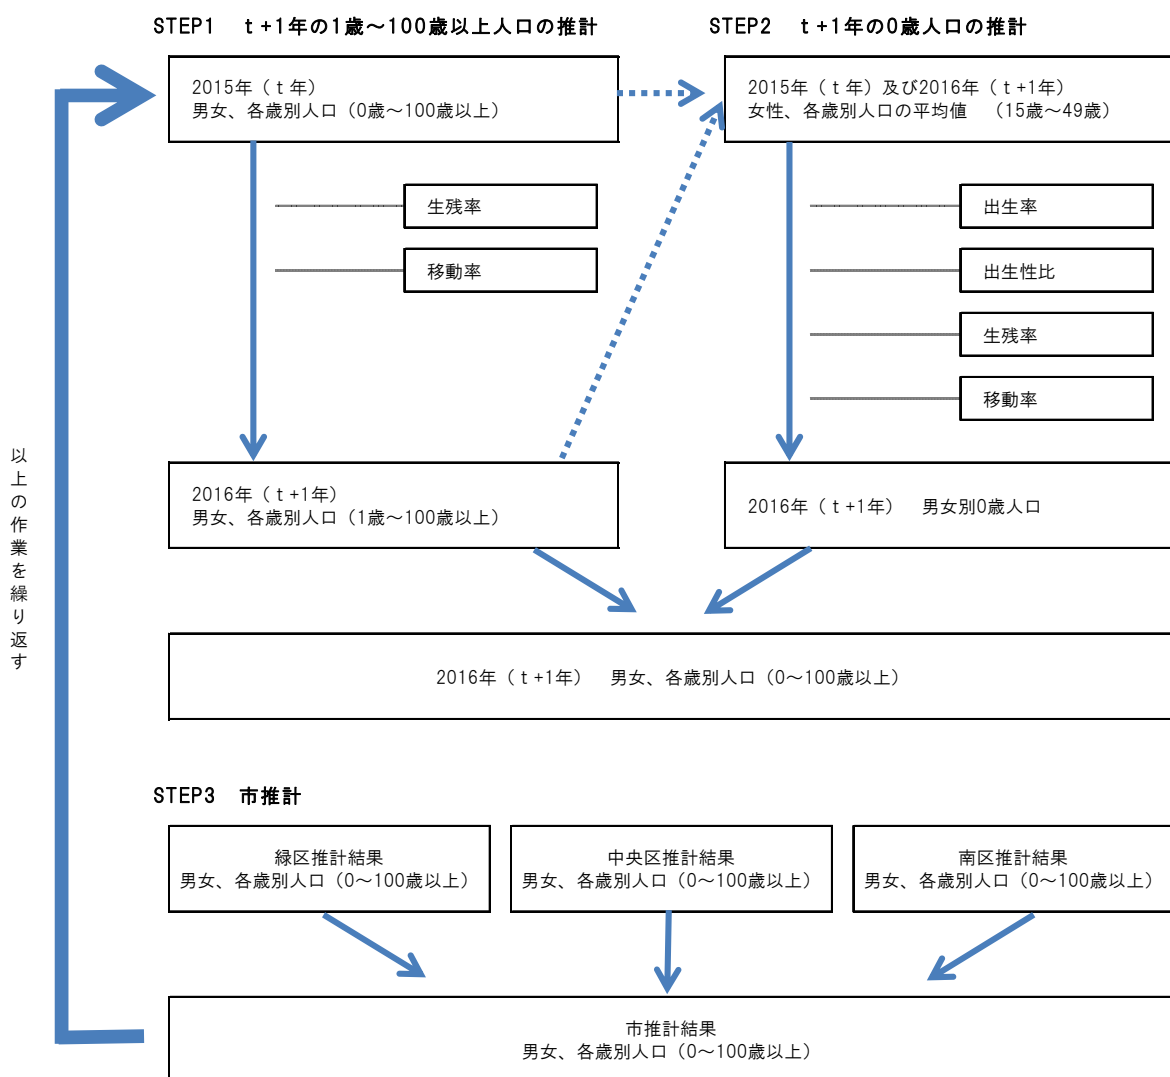 STEP1 t+1年の1歳～100歳以上人口の推計
2015年（t年）
男女、各歳別人口（0歳～100歳以上）
生残率
移動率
2016年（t+1年）
男女、各歳別人口（1歳～100歳以上）
STEP2 t+1年の0歳人口の推計
2015年（t年）及び2016年（t+1年）
女性、各歳別人口の平均値 （15歳～49歳）
出生率
出生性比
生残率
移動率
2016年（t+1年） 男女別0歳人口
2016年（t+1年） 男女、各歳別人口（0～100歳以上）
STEP3 市推計
緑区推計結果
男女、各歳別人口（0～100歳以上）
中央区推計結果
男女、各歳別人口（0～100歳以上）
南区推計結果
男女、各歳別人口（0～100歳以上）
市推計結果
男女、各歳別人口（0～100歳以上）
以上の作業を繰り返す